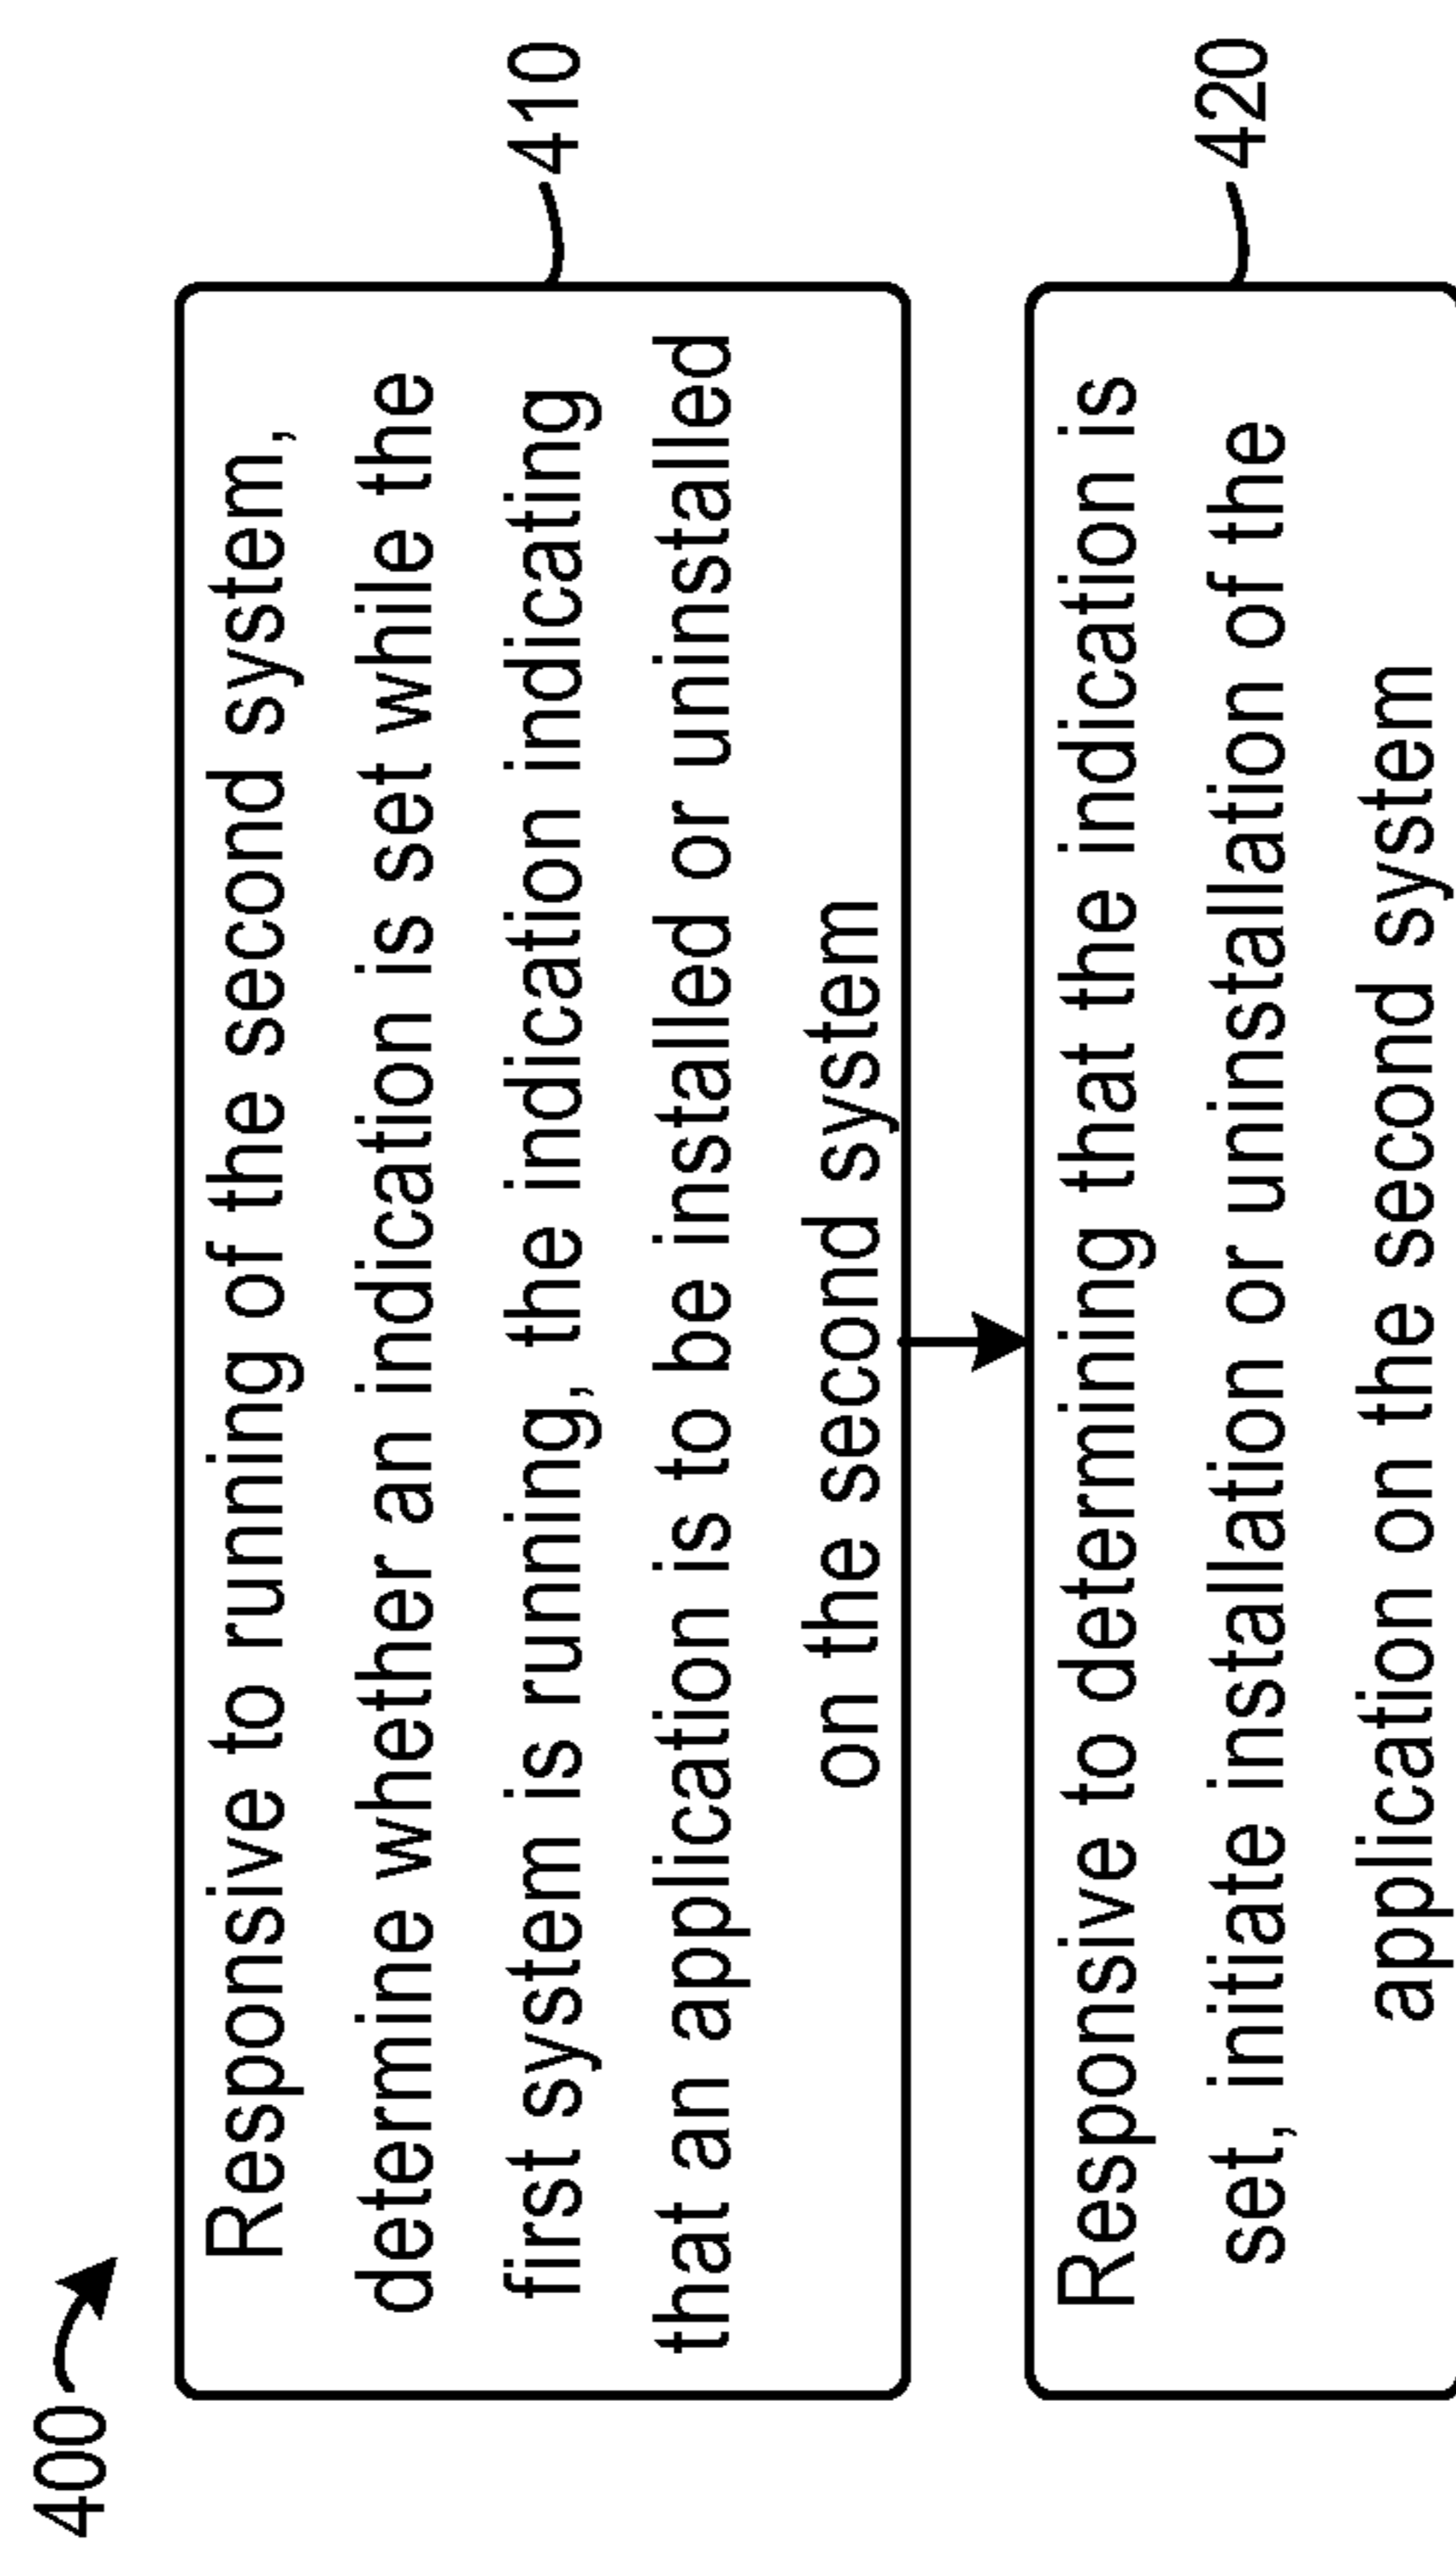 400
Responsive to running of the second system,
determine whether an indication is set while the
first system is running, the indication indicating
that an application is to be installed or uninstalled
on the second system
410
Responsive to determining that the indication is
set, initiate installation or uninstallation of the
application on the second system
420